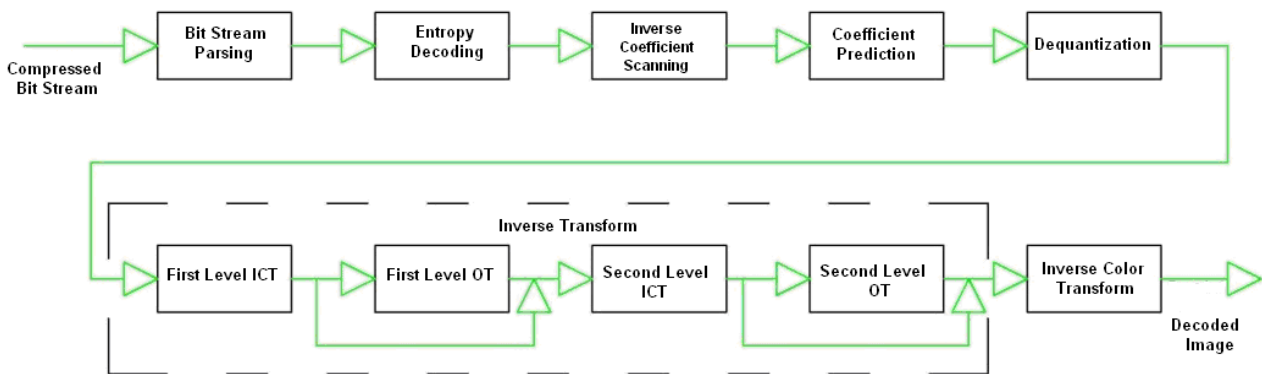 Bit Stream
Parsing
Entropy
Decoding
Inverse
Coefficient
Scanning
Coefficient
Prediction
Dequantization
Compressed
Bit Stream
Inverse Transform
First Level ICT
First Level OT
Second Level
ICT
Second Level
OT
Inverse Color
Transform
Decoded
Image